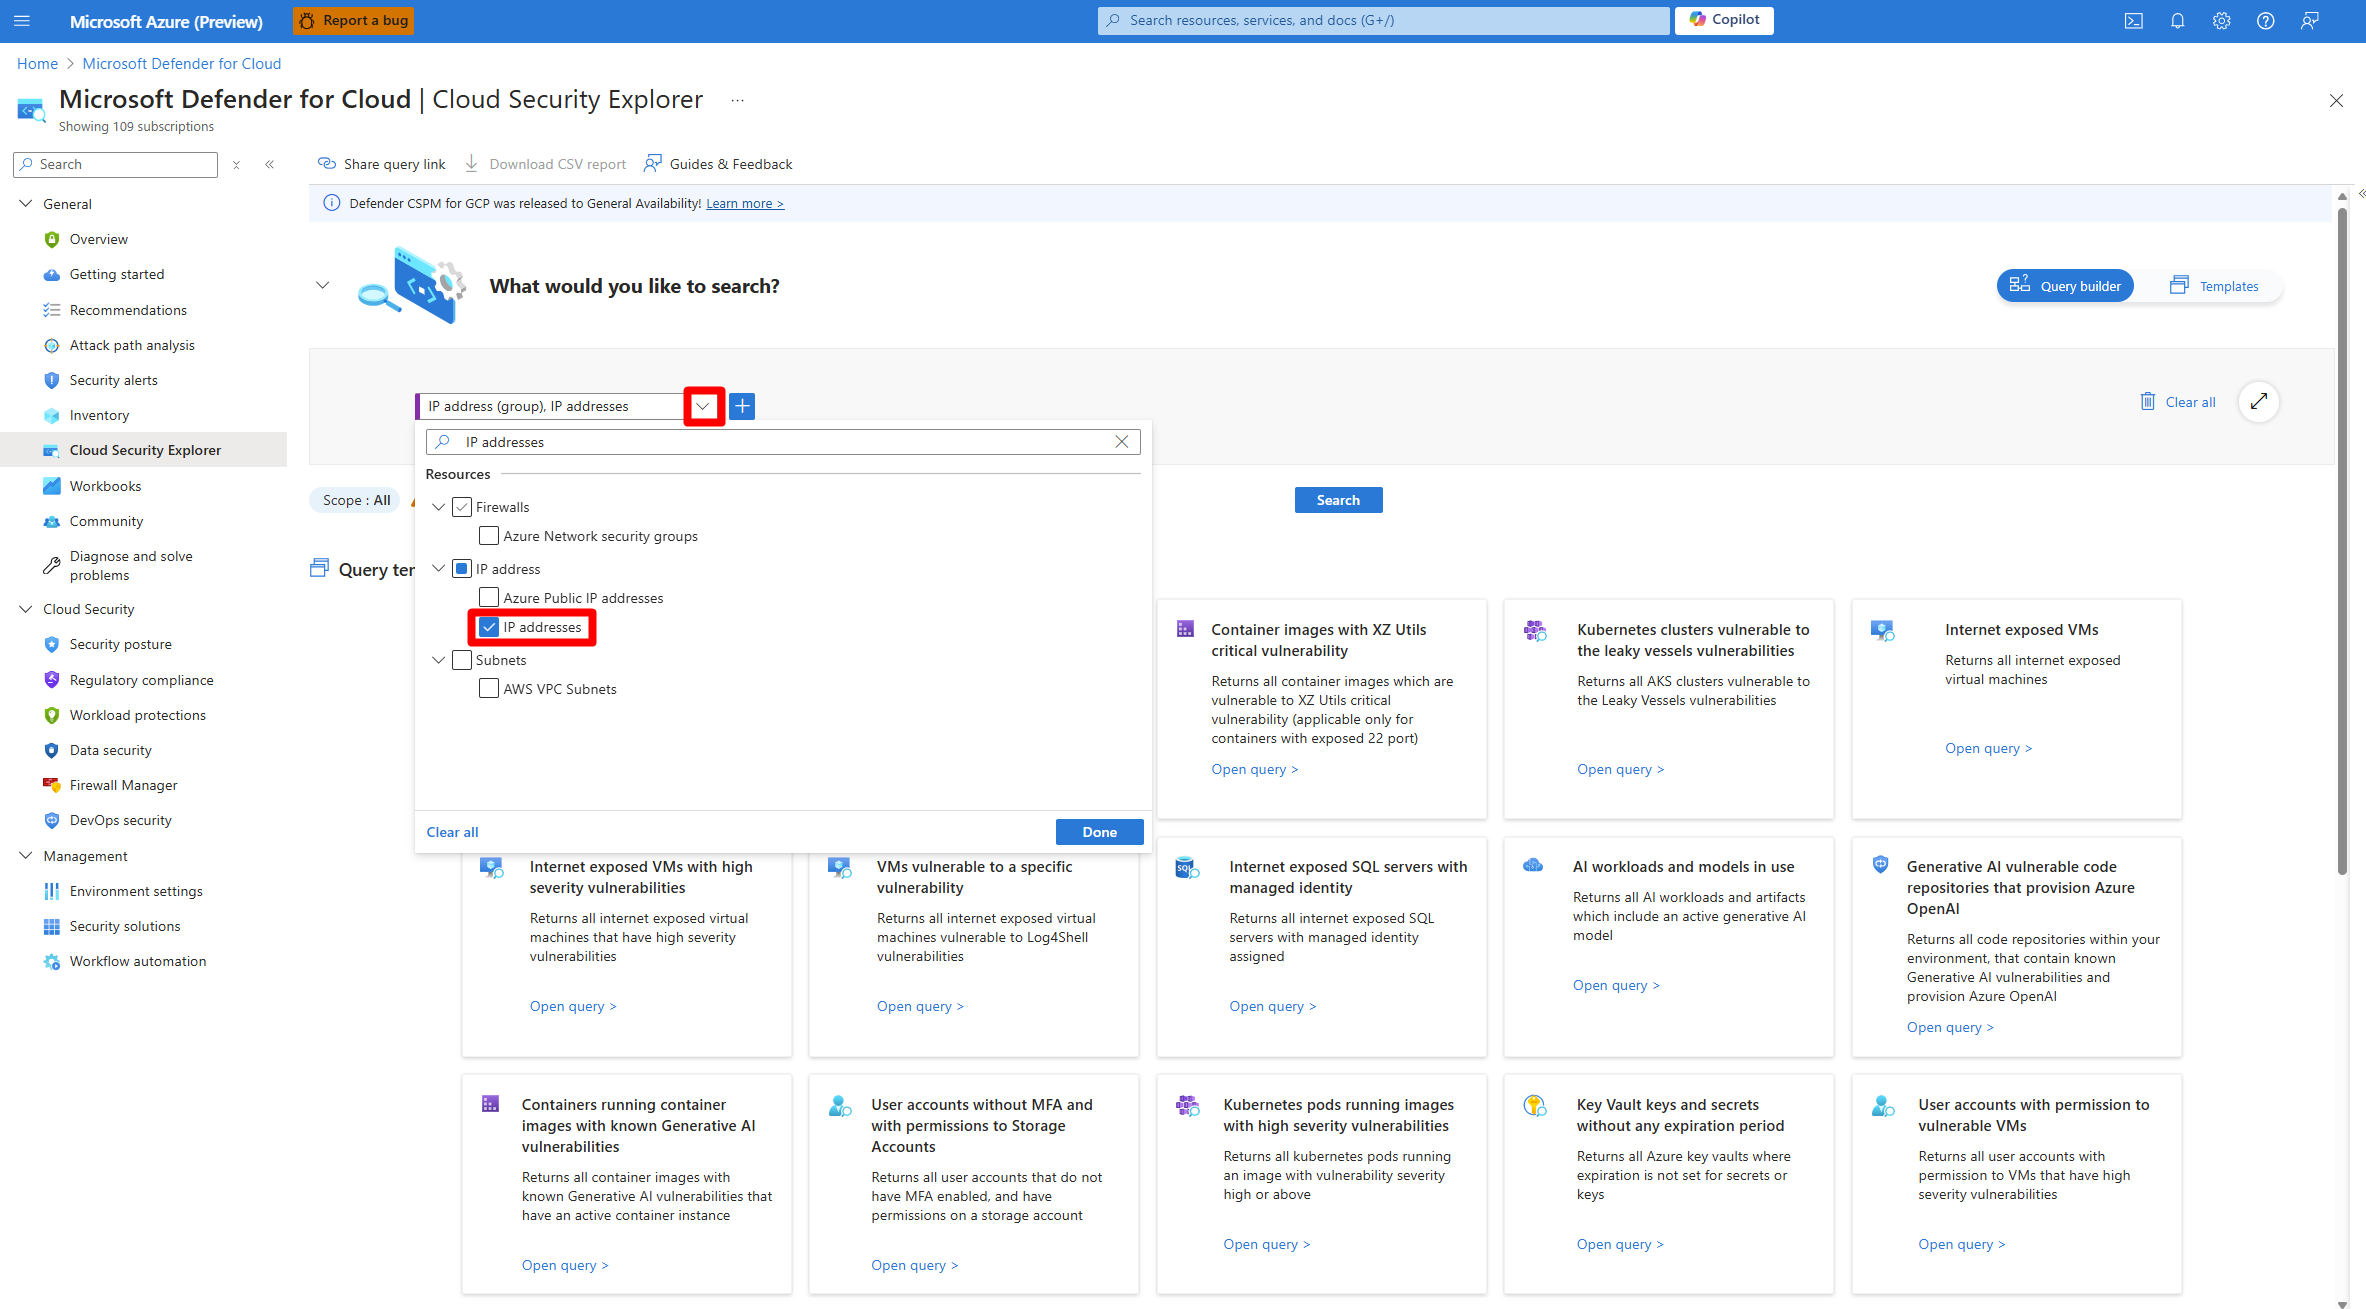 Microsoft Azure (Preview)
Report a bug
Search resources, services, and docs (G+/)
Copilot
Home > Microsoft Defender for Cloud
Microsoft Defender for Cloud | Cloud Security Explorer ...
Showing 109 subscriptions
Search
General
Overview
Getting started
Recommendations
Attack path analysis
Security alerts
Inventory
Cloud Security Explorer
Workbooks
Community
Diagnose and solve
problems
Cloud Security
Security posture
Regulatory compliance
Workload protections
Data security
Firewall Manager
DevOps security
Management
Environment settings
Security solutions
Workflow automation
Share query link
Download CSV report
Guides & Feedback
Defender CSPM for GCP was released to General Availability! Learn more >
What would you like to search?
Query builder
Templates
IP address (group), IP addresses
Clear all
IP addresses
Resources
Firewalls
Azure Network security groups
IP address
Azure Public IP addresses
IP addresses
Subnets
AWS VPC Subnets
Clear all
Done
Scope : All
Search
Query
Container images with XZ Utils
critical vulnerability
Returns all container images which are
vulnerable to XZ Utils critical
vulnerability (applicable only for
containers with exposed 22 port)
Open query >
Kubernetes clusters vulnerable to
the leaky vessels vulnerabilities
Returns all AKS clusters vulnerable to
the Leaky Vessels vulnerabilities
Open query >
Internet exposed VMs
Returns all internet exposed
virtual machines
Open query >
Internet exposed VMs with high
severity vulnerabilities
Returns all internet exposed virtual
machines that have high severity
vulnerabilities
Open query >
VMs vulnerable to a specific
vulnerability
Returns all internet exposed virtual
machines vulnerable to Log4Shell
vulnerabilities
Open query >
SQL
Internet exposed SQL servers with
managed identity
Returns all internet exposed SQL
servers with managed identity
assigned
Open query >
AI workloads and models in use
Returns all AI workloads and artifacts
which include an active generative AI
model
Open query >
Generative AI vulnerable code
repositories that provision Azure
OpenAI
Returns all code repositories within your
environment, that contain known
Generative AI vulnerabilities and
provision Azure OpenAI
Open query >
Containers running container
images with known Generative AI
vulnerabilities
Returns all container images with
known Generative AI vulnerabilities that
have an active container instance
Open query >
User accounts without MFA and
with permissions to Storage
Accounts
Returns all user accounts that do not
have MFA enabled, and have
permissions on a storage account
Open query >
Kubernetes pods running images
with high severity vulnerabilities
Returns all kubernetes pods running
an image with vulnerability severity
high or above
Open query >
Key Vault keys and secrets
without any expiration period
Returns all Azure key vaults where
expiration is not set for secrets or
keys
Open query >
User accounts with permission to
vulnerable VMs
Returns all user accounts with
permission to VMs that have high
severity vulnerabilities
Open query >